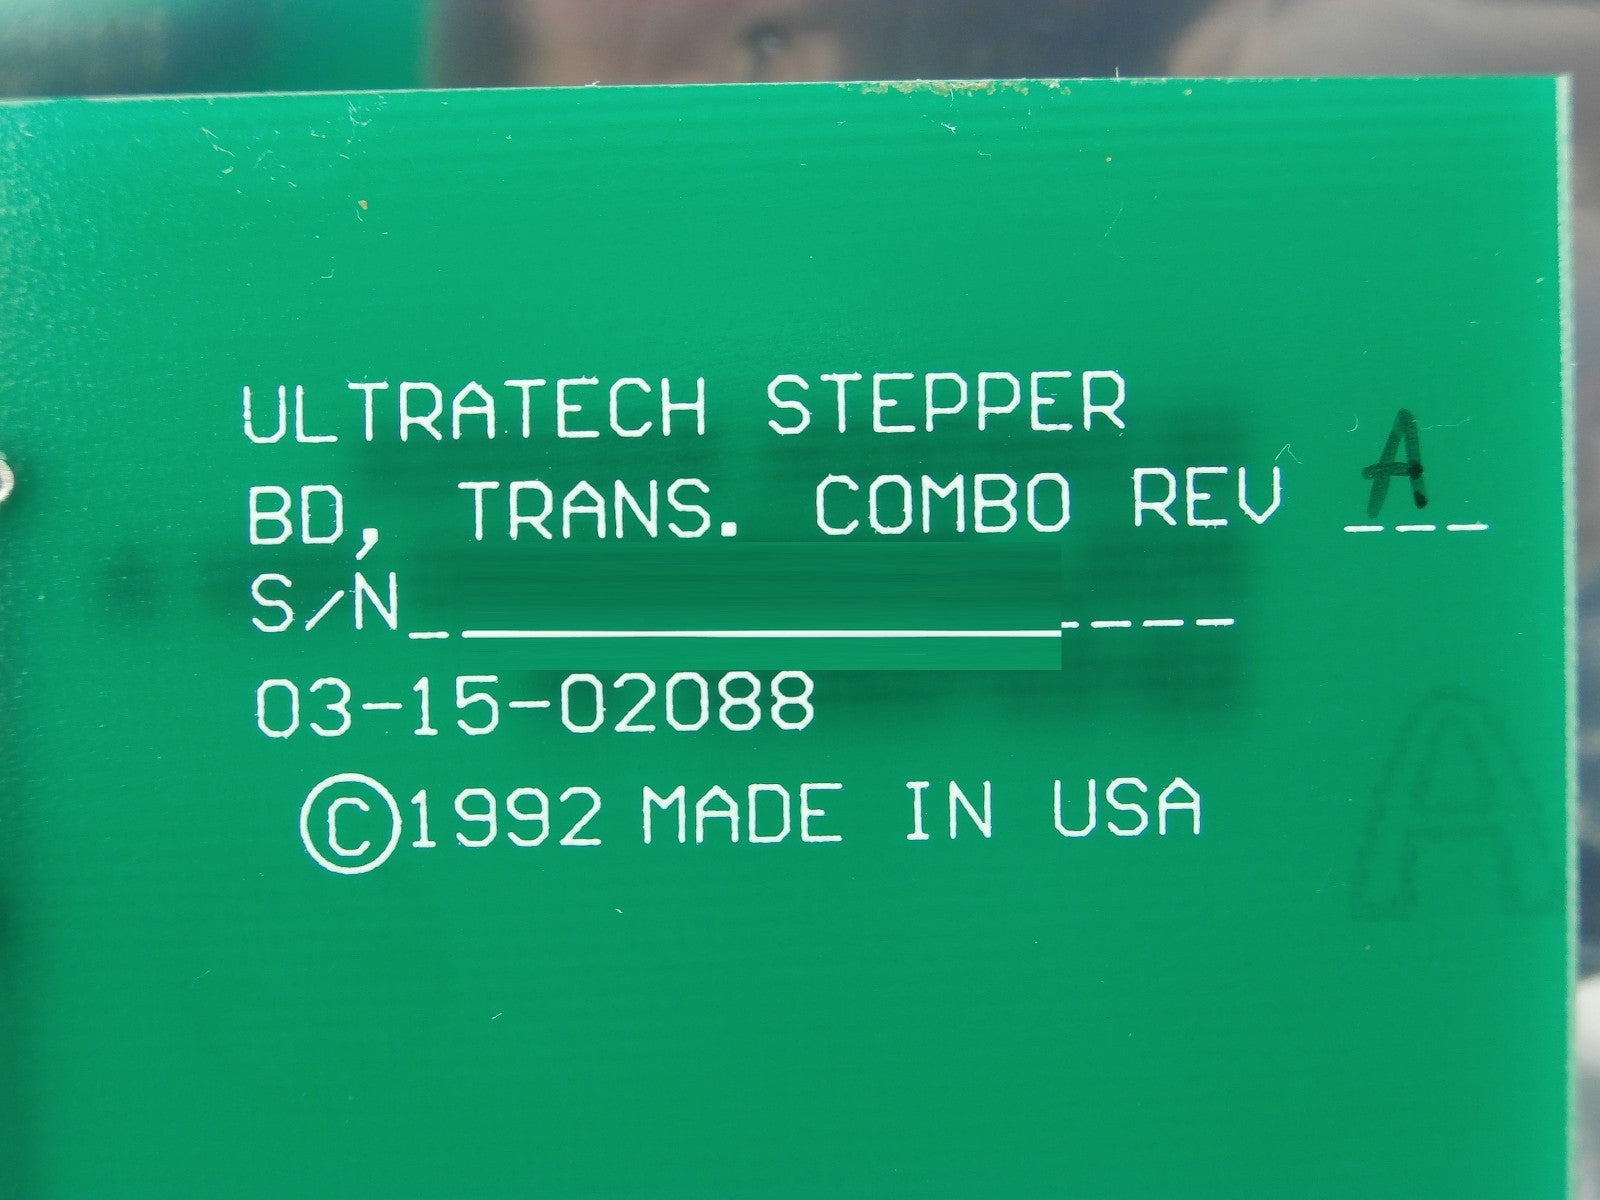 ULTRATECH STEPPER
BD, TRANS. COMBO REV A
S/N
03-15-02088
©1992 MADE IN USA
A